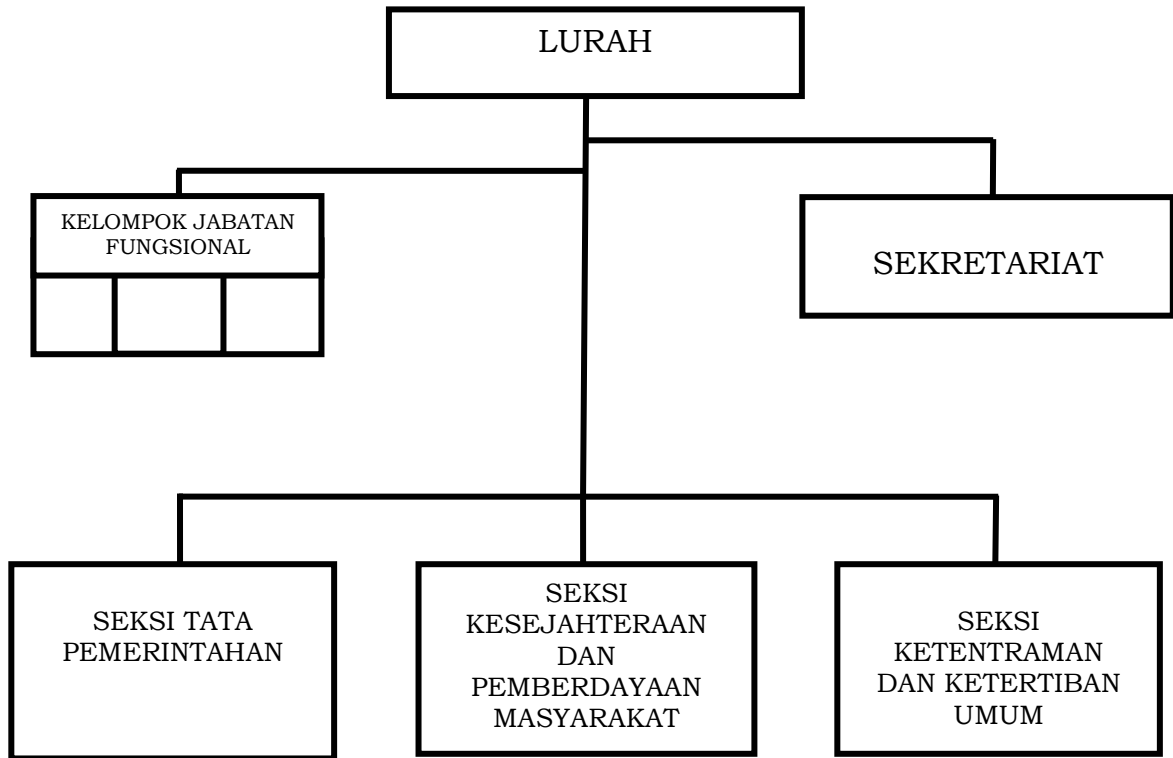 LURAH
KELOMPOK JABATAN
FUNGSIONAL
SEKRETARIAT
SEKSI TATA
PEMERINTAHAN
SEKSI
KESEJAHTERAAN
DAN
PEMBERDAYAAN
MASYARAKAT
SEKSI
KETENTRAMAN
DAN KETERTIBAN
UMUM